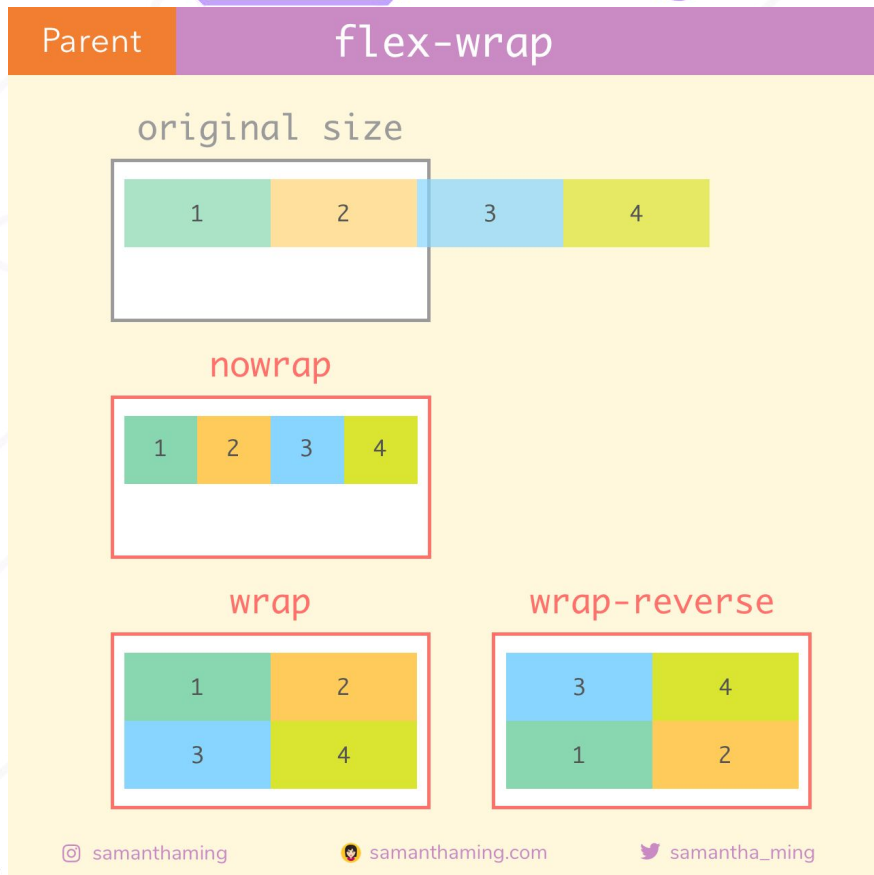 Parent
flex-wrap
original size
1 2 3 4
nowrap
1 2 3 4
wrap
1 2
3 4
wrap-reverse
3 4
1 2
samanthaming
samanthaming.com
samantha_ming